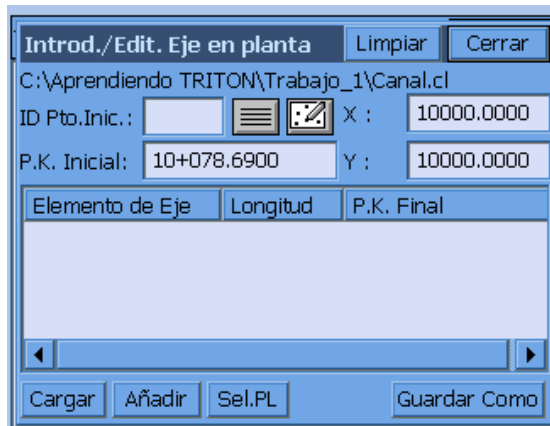 Introd./Edit. Eje en planta Limpiar Cerrar
C:\Aprendiendo TRITON\Trabajo_1\Canal.cl
ID Pto.Inic.: X : 10000.0000
P.K. Inicial: 10+078.6900 Y : 10000.0000
Elemento de Eje Longitud P.K. Final
Cargar Añadir Sel.PL Guardar Como